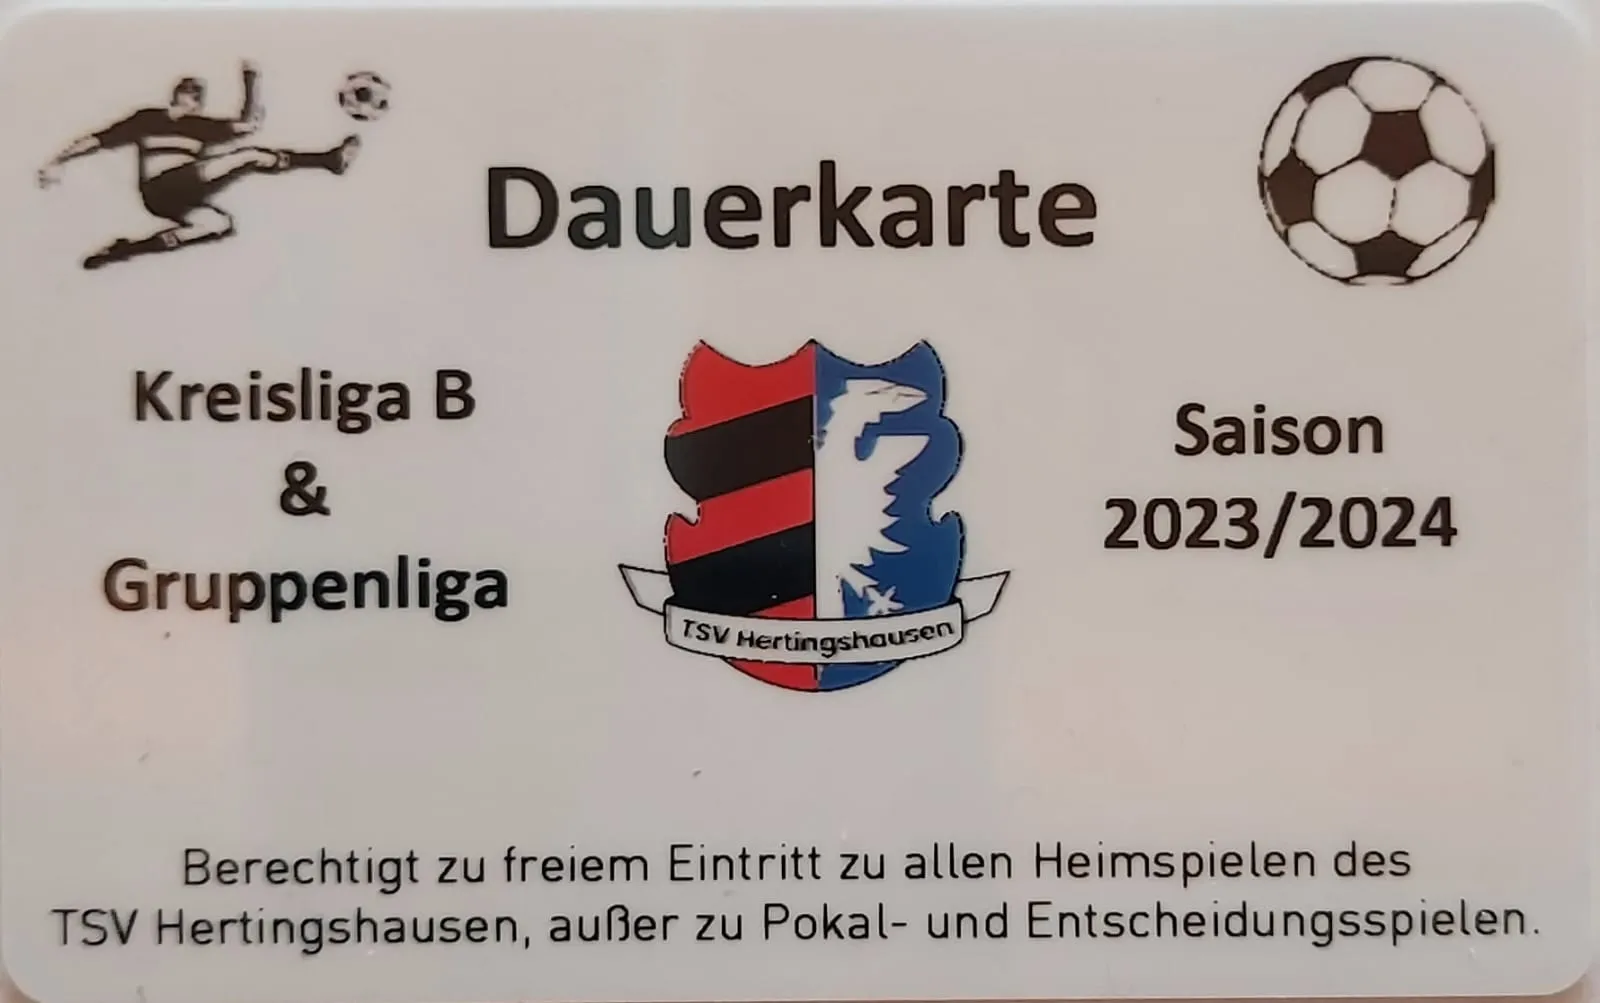 Dauerkarte
Kreisliga B
&
Gruppenliga
Saison
2023/2024
TSV Hertingshausen
Berechtigt zu freiem Eintritt zu allen Heimspielen des
TSV Hertingshausen, außer zu Pokal- und Entscheidungsspielen.